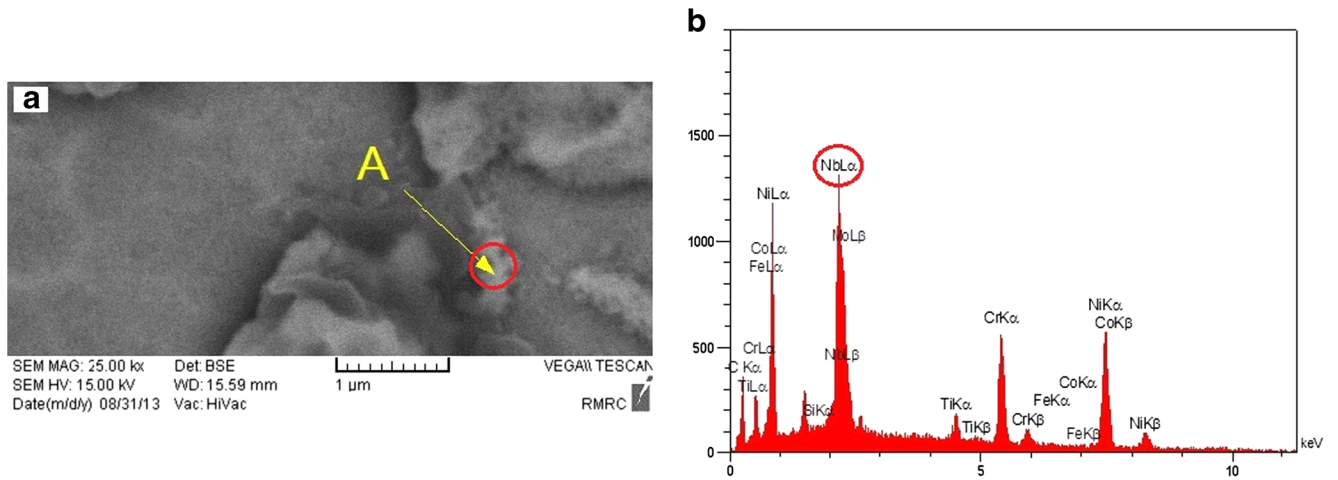 a
A
SEM MAG: 25.00 kx Det: BSE VEGA\\ TESCAN
SEM HV: 15.00 kV WD: 15.59 mm
Date(m/d/y) 08/31/13 Vac: HiVac 1 µm RMRC
b
1500
1000
500
0
0 5 10
keV
NbLα
MoLβ
NbLβ
NiLα
CoLα
FeLα
CrLα
C Kα
TiLα
SiKα
TiKα
TiKβ
CrKα
CrKβ
FeKα
CoKα
FeKβ
NiKα
CoKβ
NiKβ